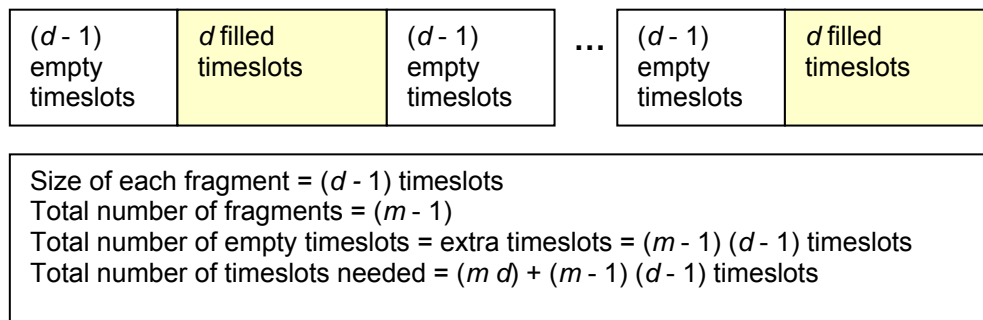 (d - 1) empty timeslots
d filled timeslots
(d - 1) empty timeslots
...
(d - 1) empty timeslots
d filled timeslots
Size of each fragment = (d - 1) timeslots
Total number of fragments = (m - 1)
Total number of empty timeslots = extra timeslots = (m - 1) (d - 1) timeslots
Total number of timeslots needed = (m d) + (m - 1) (d - 1) timeslots